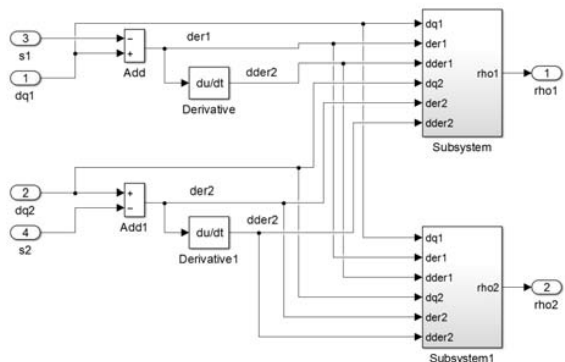 3
s1
1
dq1
−
+
Add
der1
du/dt
Derivative
dder2
dq1
der1
dder1
dq2
der2
dder2
rho1
Subsystem
1
rho1
2
dq2
4
s2
+
−
Add1
der2
du/dt
Derivative1
dder2
dq1
der1
dder1
dq2
der2
dder2
rho2
Subsystem1
2
rho2